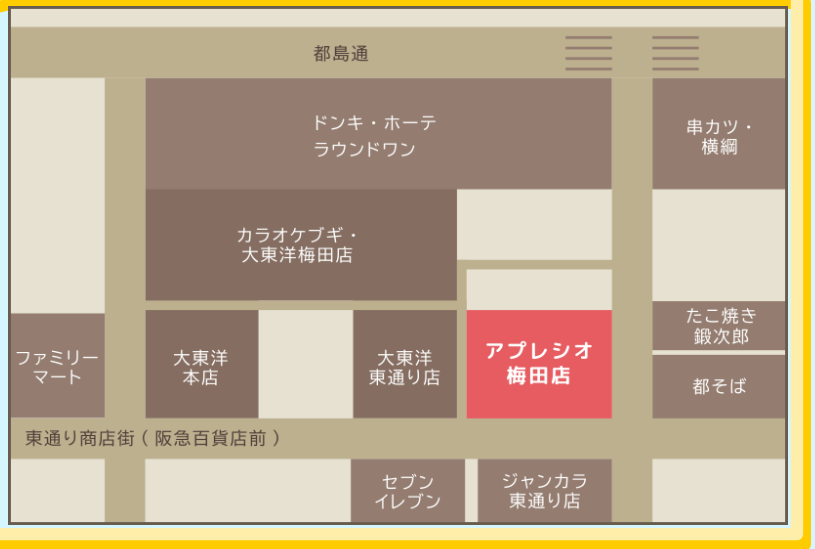 都島通
ドンキ・ホーテ
ラウンドワン
串カツ・
横綱
カラオケブギ・
大東洋梅田店
たこ焼き
鍛次郎
ファミリー
マート
大東洋
本店
大東洋
東通り店
アプレシオ
梅田店
都そば
東通り商店街(阪急百貨店前)
セブン
イレブン
ジャンカラ
東通り店